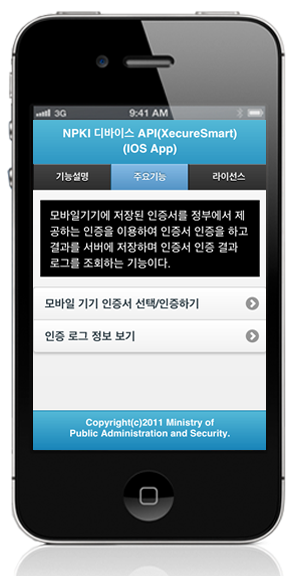 3G 9:41 AM
NPKI 디바이스 API(XecureSmart)
(IOS App)
기능설명 주요기능 라이선스
모바일기기에 저장된 인증서를 정부에서 제
공하는 인증을 이용하여 인증서 인증을 하고
결과를 서버에 저장하며 인증서 인증 결과
로그를 조회하는 기능이다.
모바일 기기 인증서 선택/인증하기
인증 로그 정보 보기
Copyright(c)2011 Ministry of
Public Administration and Security.